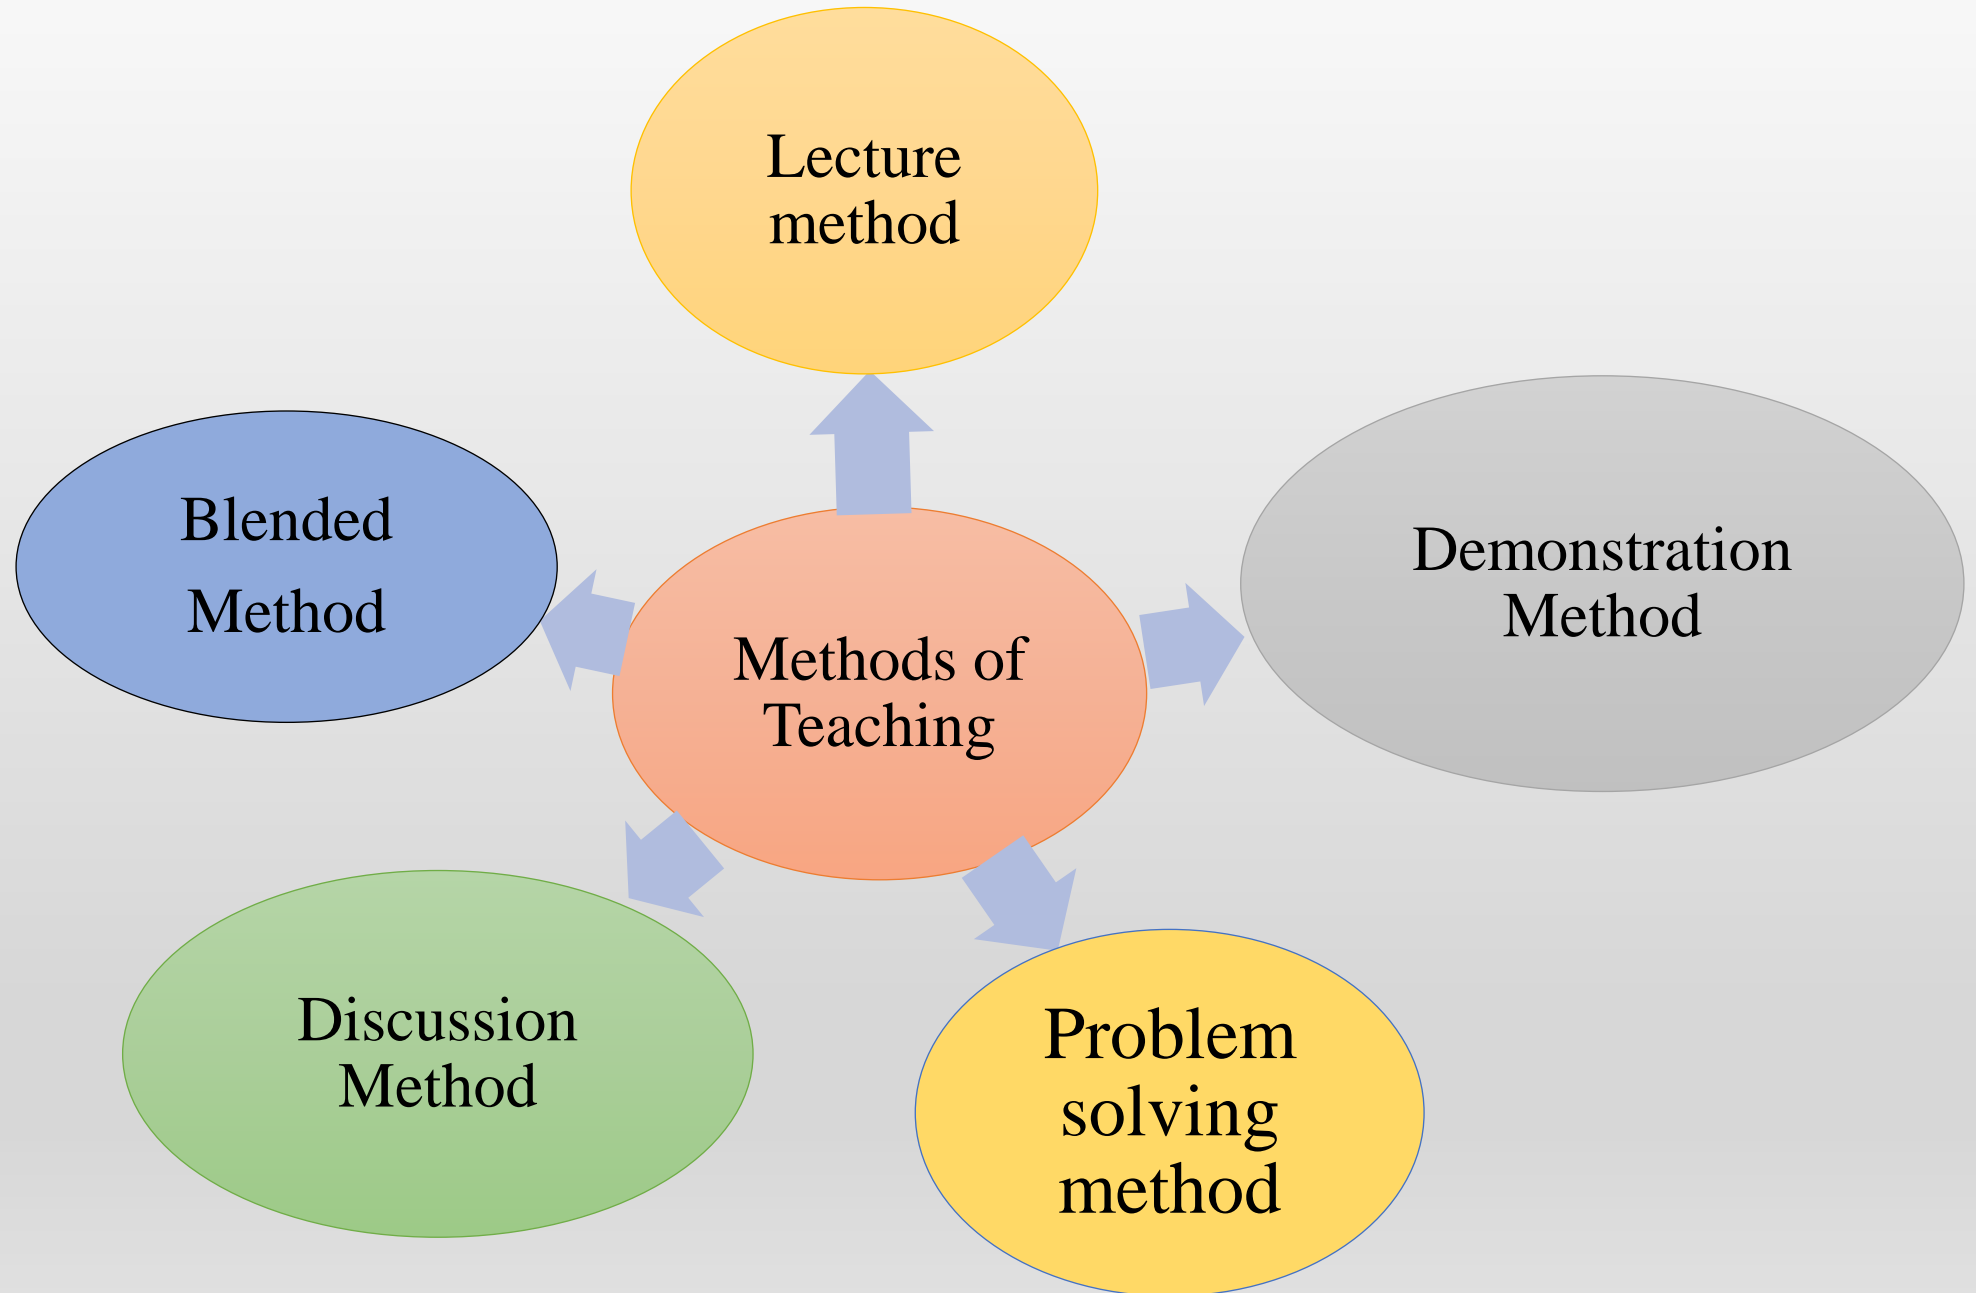 Lecture
method
Blended
Method
Demonstration
Method
Methods of
Teaching
Discussion
Method
Problem
solving
method